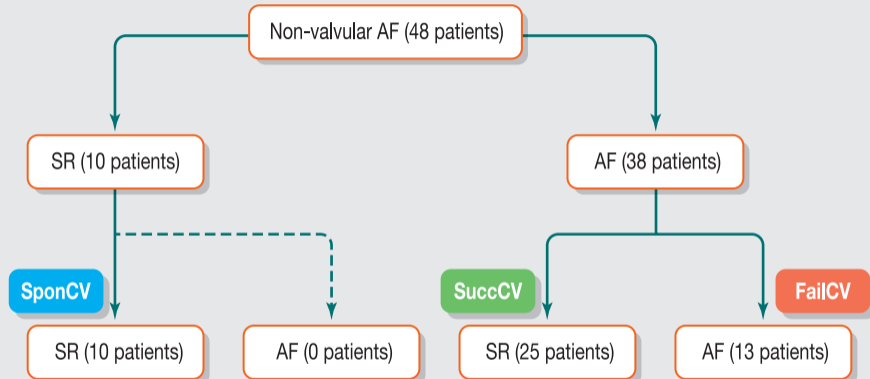 Non-valvular AF (48 patients)
SR (10 patients)
AF (38 patients)
SponCV
SuccCV
FailCV
SR (10 patients)
AF (0 patients)
SR (25 patients)
AF (13 patients)